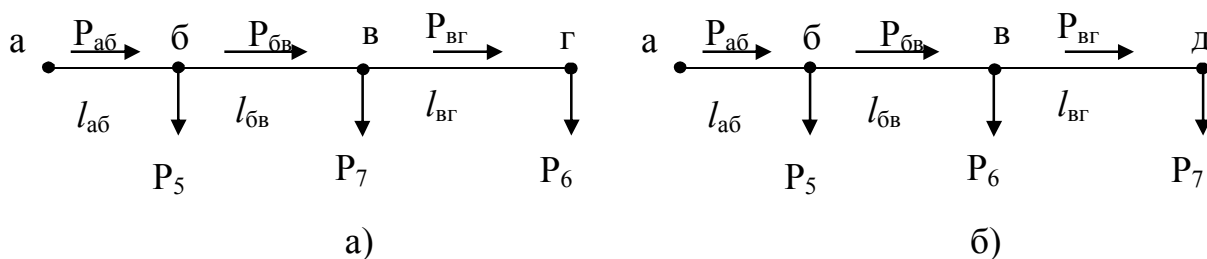 а Pаб б Pбв в Pвг г
lаб lбв lвг
P5 P7 P6
а)
а Pаб б Pбв в Pвг д
lаб lбв lвг
P5 P6 P7
б)